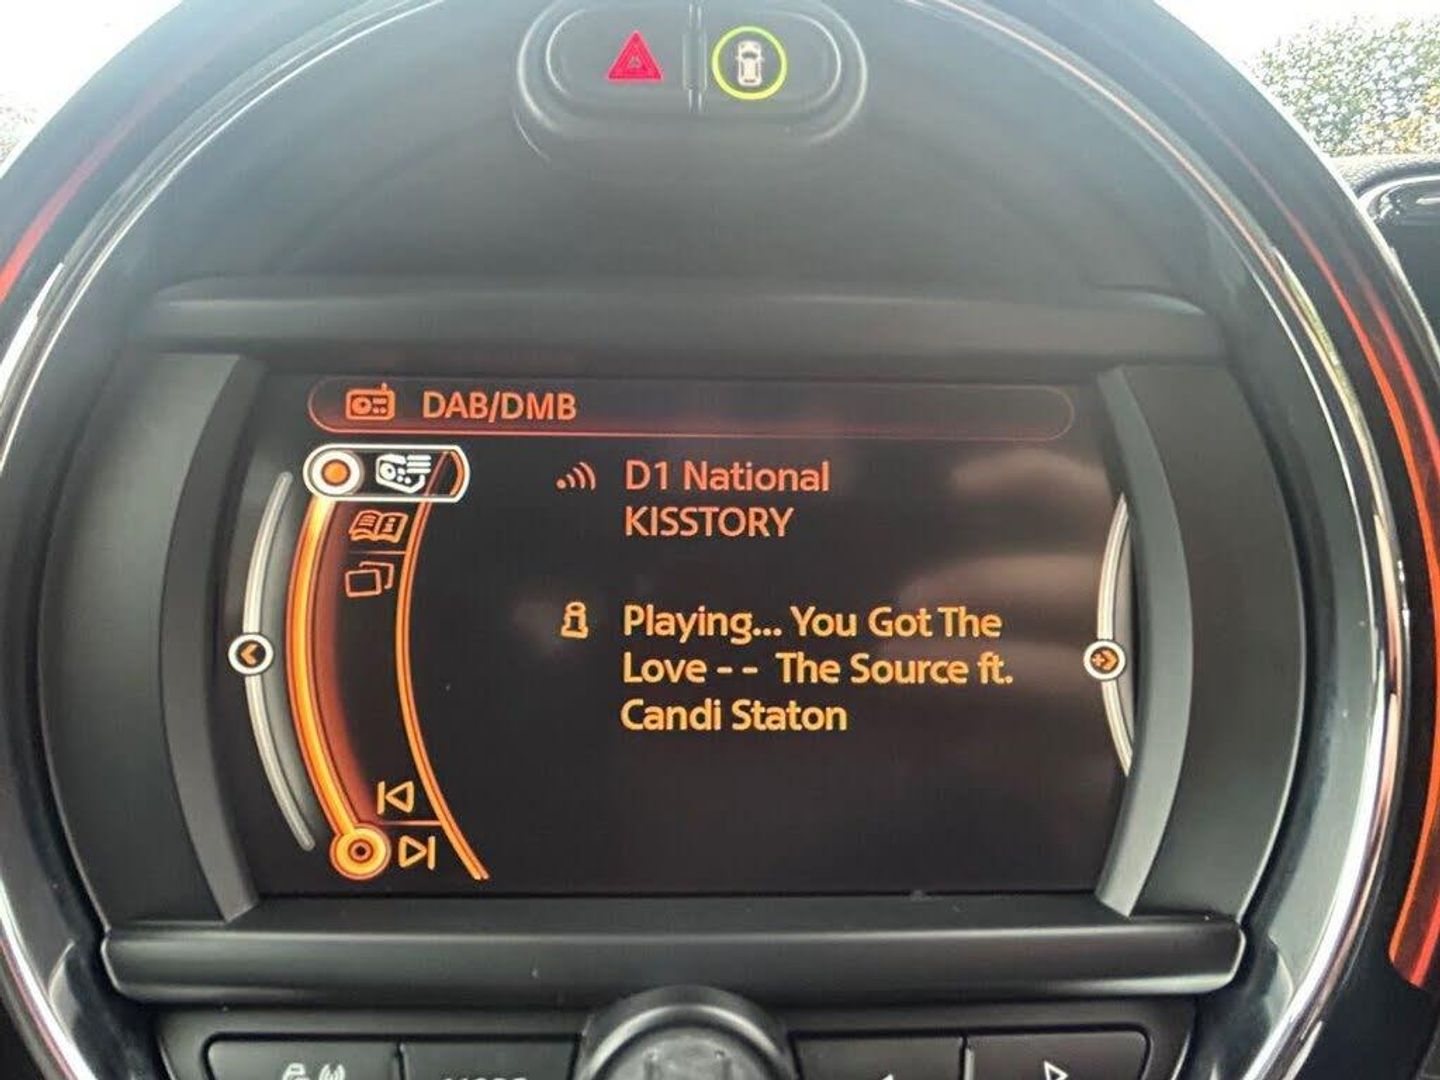 DAB/DMB
D1 National
KISSTORY
Playing... You Got The
Love - - The Source ft.
Candi Staton